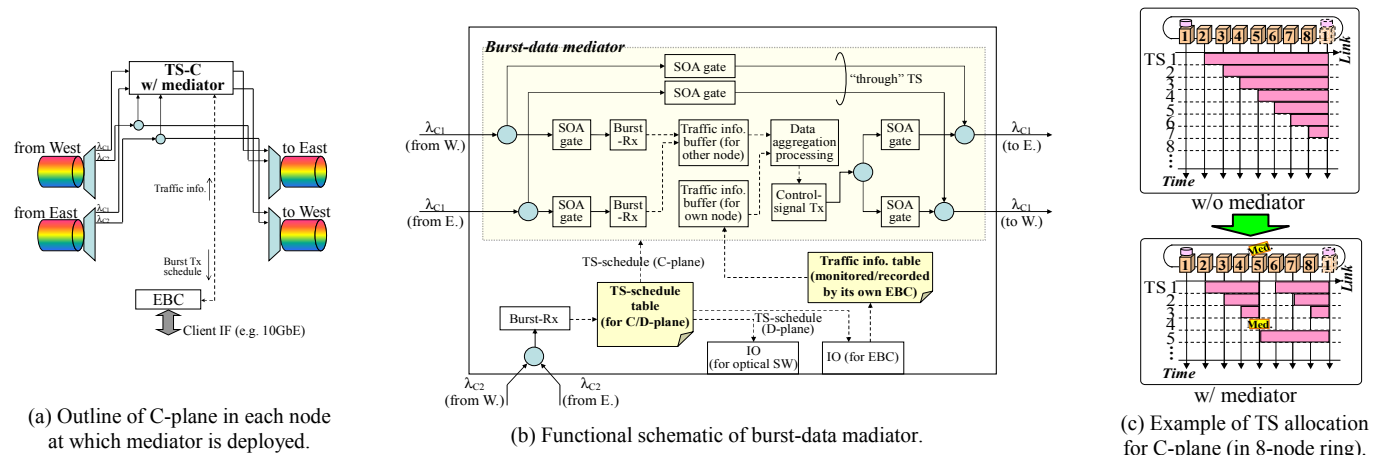 TS-C
w/ mediator
from West
λC1
λC2
to East
from East
λC1
λC2
to West
Traffic info.
Burst Tx
schedule
EBC
Client IF (e.g. 10GbE)
(a) Outline of C-plane in each node
at which mediator is deployed.
Burst-data mediator
SOA gate
SOA gate
“through” TS
λC1
(from W.)
SOA
gate
Burst
-Rx
Traffic info.
buffer (for
other node)
Data
aggregation
processing
SOA
gate
λC1
(to E.)
λC1
(from E.)
SOA
gate
Burst
-Rx
Traffic info.
buffer (for
own node)
Control-
signal Tx
SOA
gate
λC1
(to W.)
TS-schedule (C-plane)
TS-schedule
table
(for C/D-plane)
Traffic info. table
(monitored/recorded
by its own EBC)
Burst-Rx
TS-schedule
(D-plane)
IO
(for optical SW)
IO (for EBC)
λC2
(from W.)
λC2
(from E.)
(b) Functional schematic of burst-data madiator.
1 2 3 4 5 6 7 8 1
Link
TS 1
2
3
4
5
6
7
8
Time
w/o mediator
Med.
1 2 3 4 5 6 7 8 1
Link
TS 1
2
3
4
Med.
5
Time
w/ mediator
(c) Example of TS allocation
for C-plane (in 8-node ring).